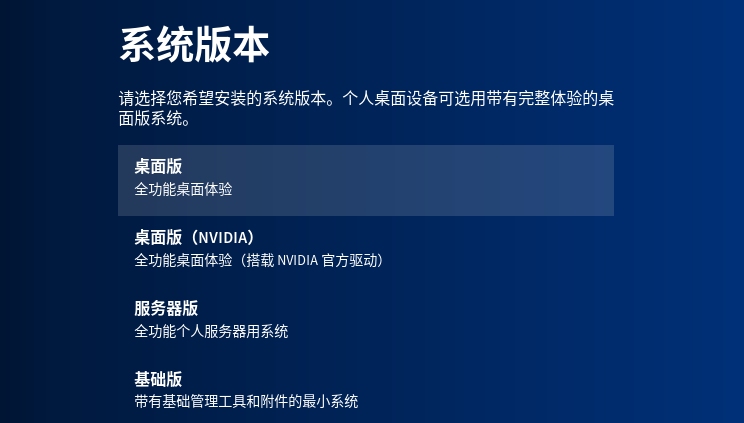 系统版本
请选择您希望安装的系统版本。个人桌面设备可选用带有完整体验的桌
面版系统。
桌面版
全功能桌面体验
桌面版（NVIDIA）
全功能桌面体验（搭载 NVIDIA 官方驱动）
服务器版
全功能个人服务器用系统
基础版
带有基础管理工具和附件的最小系统